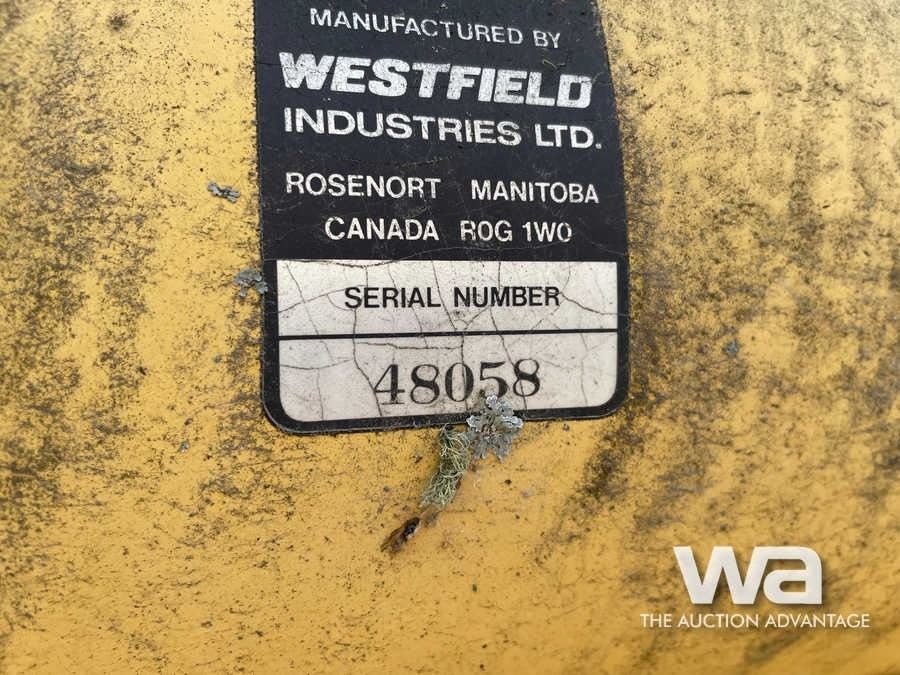 MANUFACTURED BY
WESTFIELD
INDUSTRIES LTD.
ROSENORT MANITOBA
CANADA R0G 1W0
SERIAL NUMBER
48058
wa
THE AUCTION ADVANTAGE